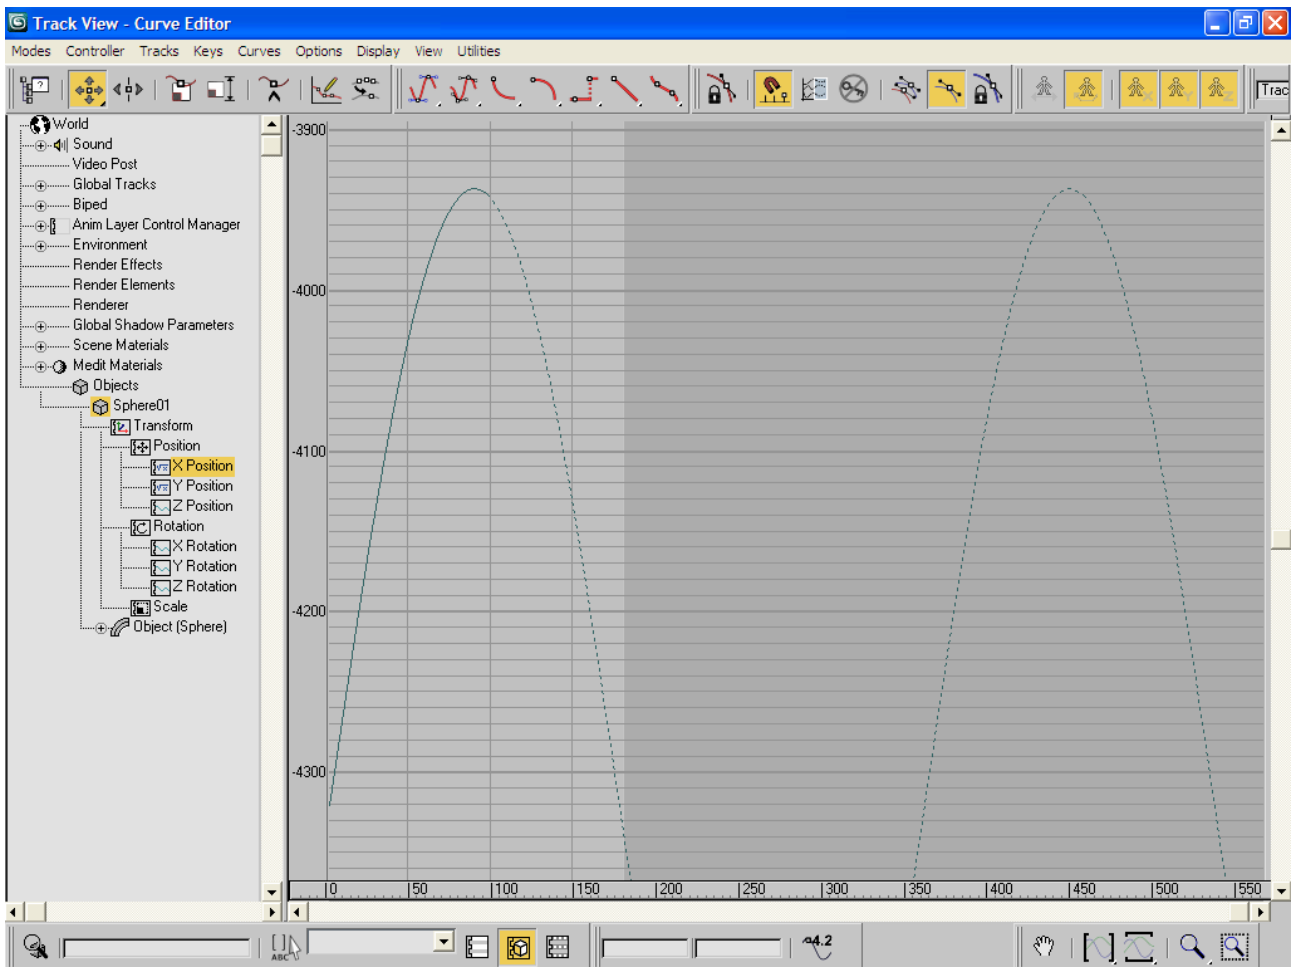 Track View - Curve Editor
Modes Controller Tracks Keys Curves Options Display View Utilities
Trac
World
Sound
Video Post
Global Tracks
Biped
Anim Layer Control Manager
Environment
Render Effects
Render Elements
Renderer
Global Shadow Parameters
Scene Materials
Medit Materials
Objects
Sphere01
Transform
Position
X Position
Y Position
Z Position
Rotation
X Rotation
Y Rotation
Z Rotation
Scale
Object (Sphere)
-3900
-4000
-4100
-4200
-4300
0 50 100 150 200 250 300 350 400 450 500 550
ABC
4.2